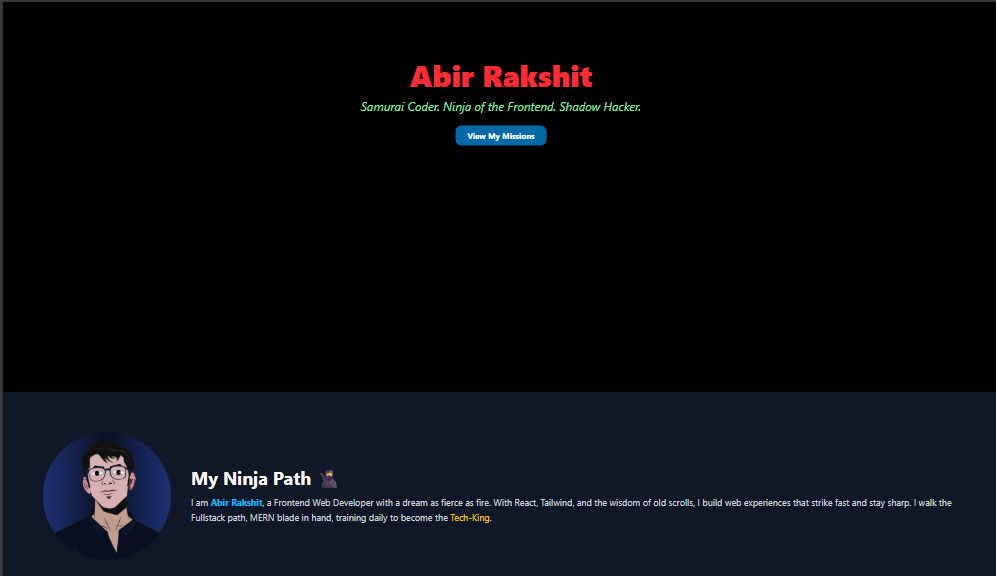 Abir Rakshit
Samurai Coder. Ninja of the Frontend. Shadow Hacker.
View My Missions
My Ninja Path 🥷
I am Abir Rakshit, a Frontend Web Developer with a dream as fierce as fire. With React, Tailwind, and the wisdom of old scrolls, I build web experiences that strike fast and stay sharp. I walk the
Fullstack path, MERN blade in hand, training daily to become the Tech-King.